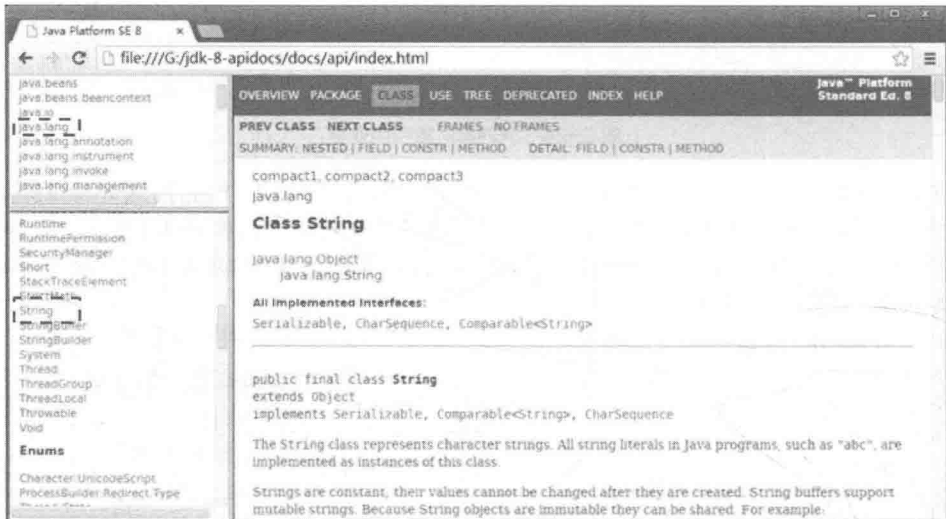 Java Platform SE 8
file:///G:/jdk-8-apidocs/docs/api/index.html
java.beans
java.beans.beancontext
java.io
java.lang
java.lang.annotation
java.lang.instrument
java.lang.invoke
java.lang.management
Runtime
RuntimePermission
SecurityManager
Short
StackTraceElement
StrictMath
String
StringBuffer
StringBuilder
System
Thread
ThreadGroup
ThreadLocal
Throwable
Void
Enums
Character.UnicodeScript
ProcessBuilder.Redirect.Type
Thread.State
OVERVIEW PACKAGE CLASS USE TREE DEPRECATED INDEX HELP
Java™ Platform
Standard Ed. 8
PREV CLASS NEXT CLASS FRAMES NO FRAMES
SUMMARY: NESTED | FIELD | CONSTR | METHOD DETAIL: FIELD | CONSTR | METHOD
compact1, compact2, compact3
java.lang
Class String
java.lang.Object
java.lang.String
All Implemented Interfaces:
Serializable, CharSequence, Comparable<String>
public final class String
extends Object
implements Serializable, Comparable<String>, CharSequence
The String class represents character strings. All string literals in Java programs, such as "abc", are
implemented as instances of this class.
Strings are constant; their values cannot be changed after they are created. String buffers support
mutable strings. Because String objects are immutable they can be shared. For example: